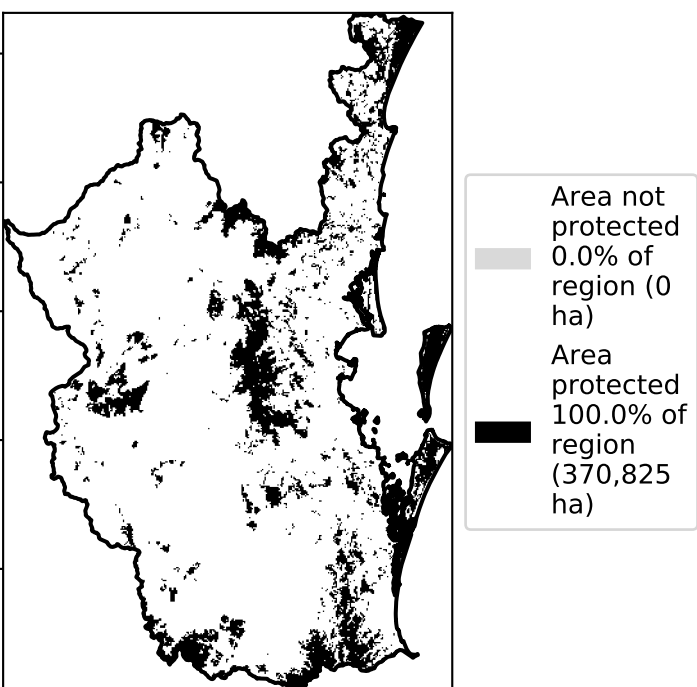 Area not
protected
0.0% of
region (0
ha)
Area
protected
100.0% of
region
(370,825
ha)